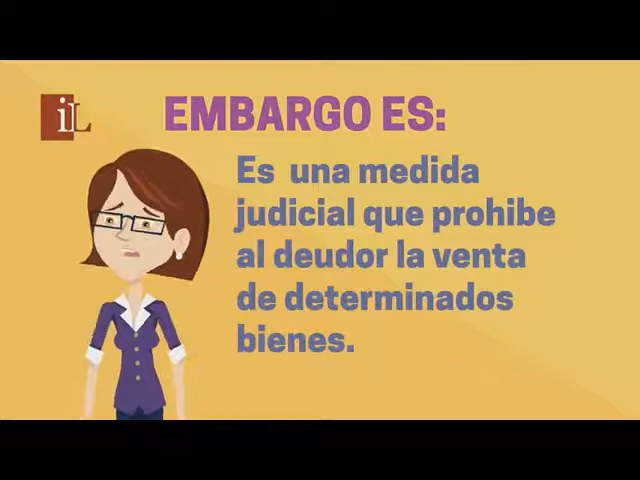 iL
EMBARGO ES:
Es una medida
judicial que prohibe
al deudor la venta
de determinados
bienes.